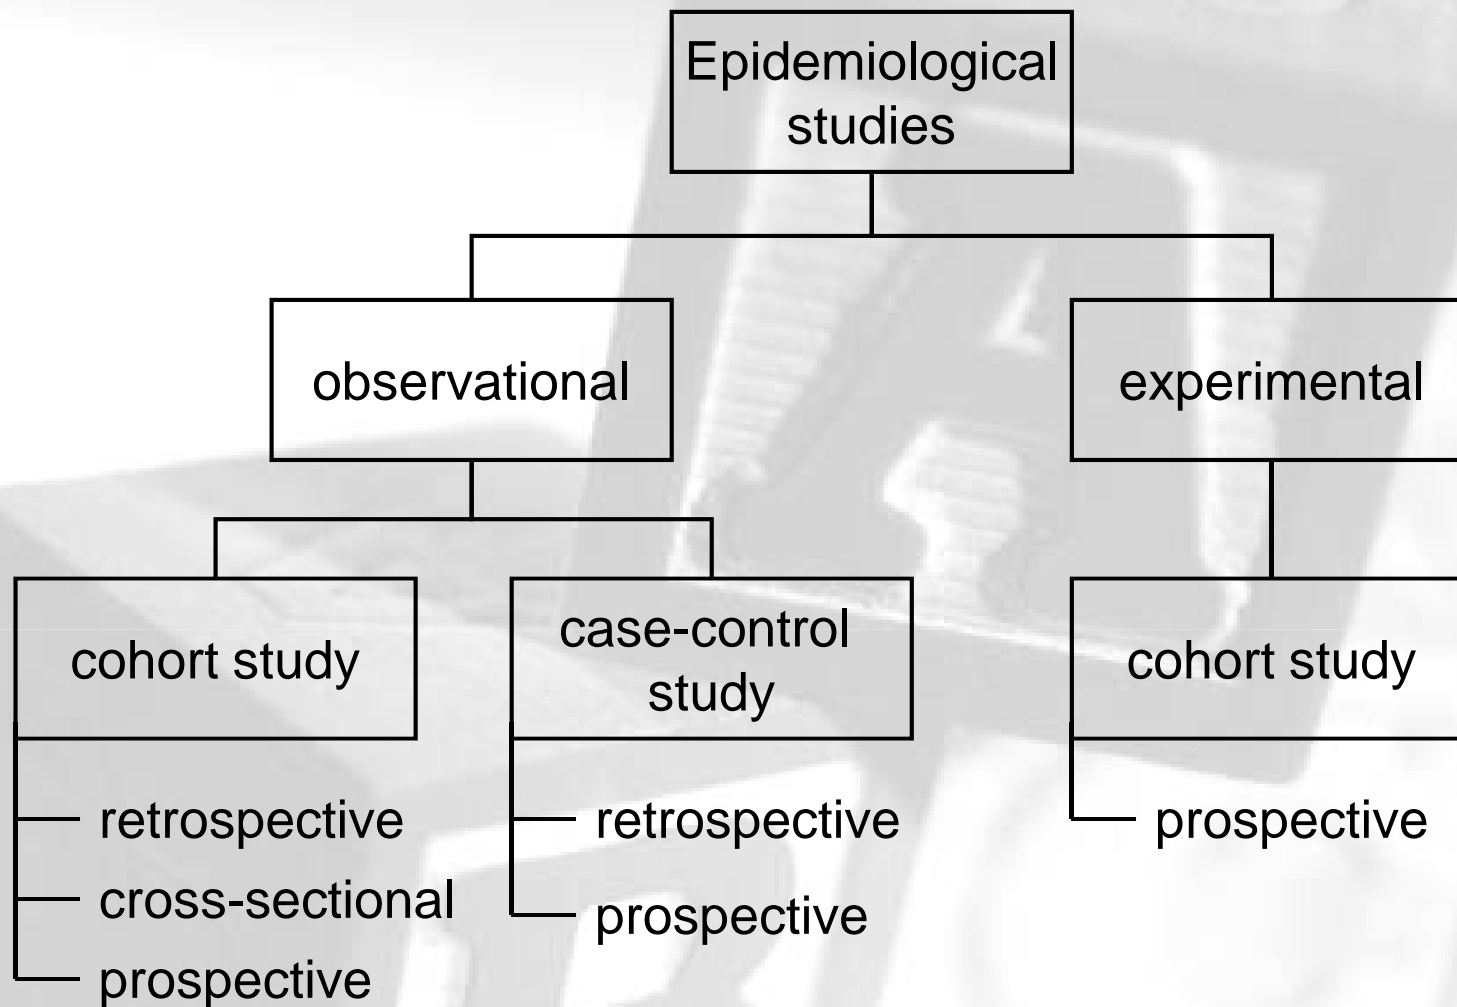 Epidemiological
studies
observational
experimental
cohort study
case-control
study
cohort study
retrospective
cross-sectional
prospective
retrospective
prospective
prospective